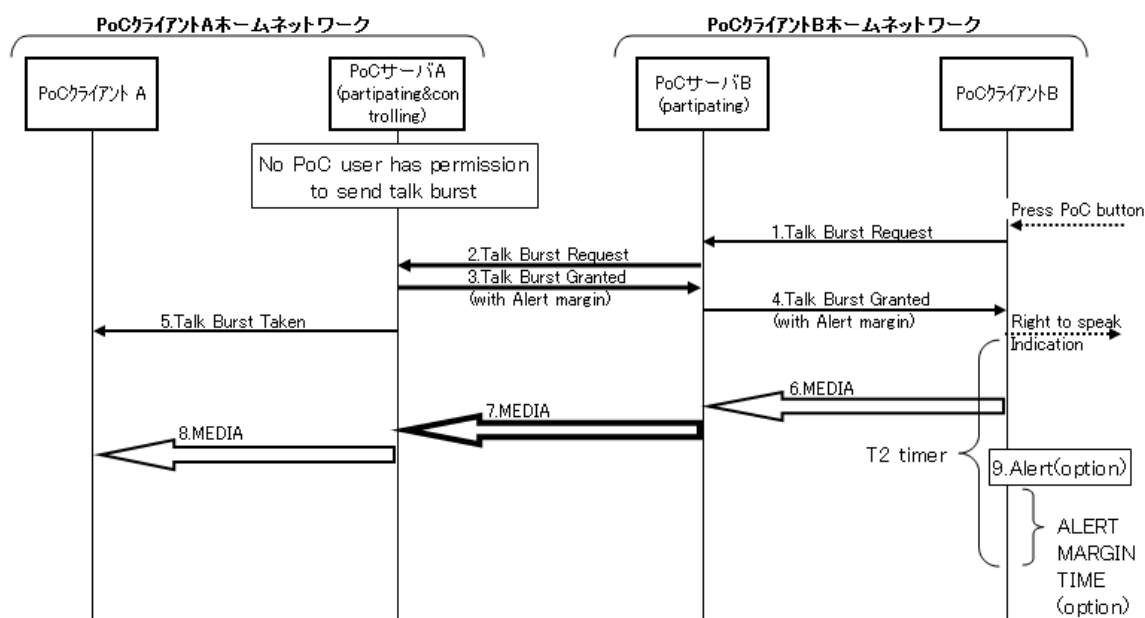 PoCクライアントAホームネットワーク
PoCクライアントBホームネットワーク
PoCクライアント A
PoCサーバA
(partipating&con
trolling)
PoCサーバB
(partipating)
PoCクライアントB
No PoC user has permission
to send talk burst
Press PoC button
1.Talk Burst Request
2.Talk Burst Request
3.Talk Burst Granted
(with Alert margin)
4.Talk Burst Granted
(with Alert margin)
5.Talk Burst Taken
Right to speak
Indication
6.MEDIA
7.MEDIA
8.MEDIA
T2 timer
9.Alert(option)
ALERT
MARGIN
TIME
(option)